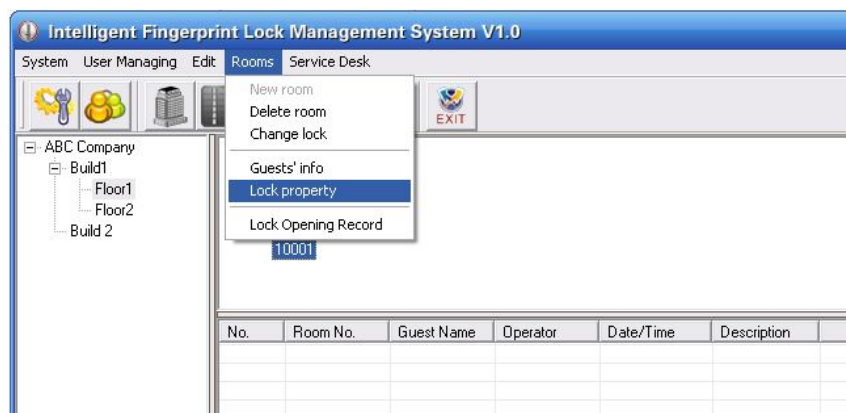 Intelligent Fingerprint Lock Management System V1.0
System User Managing Edit Rooms Service Desk
New room
Delete room
Change lock
Guests' info
Lock property
Lock Opening Record
EXIT
ABC Company
Build1
Floor1
Floor2
Build 2
10001
No. Room No. Guest Name Operator Date/Time Description